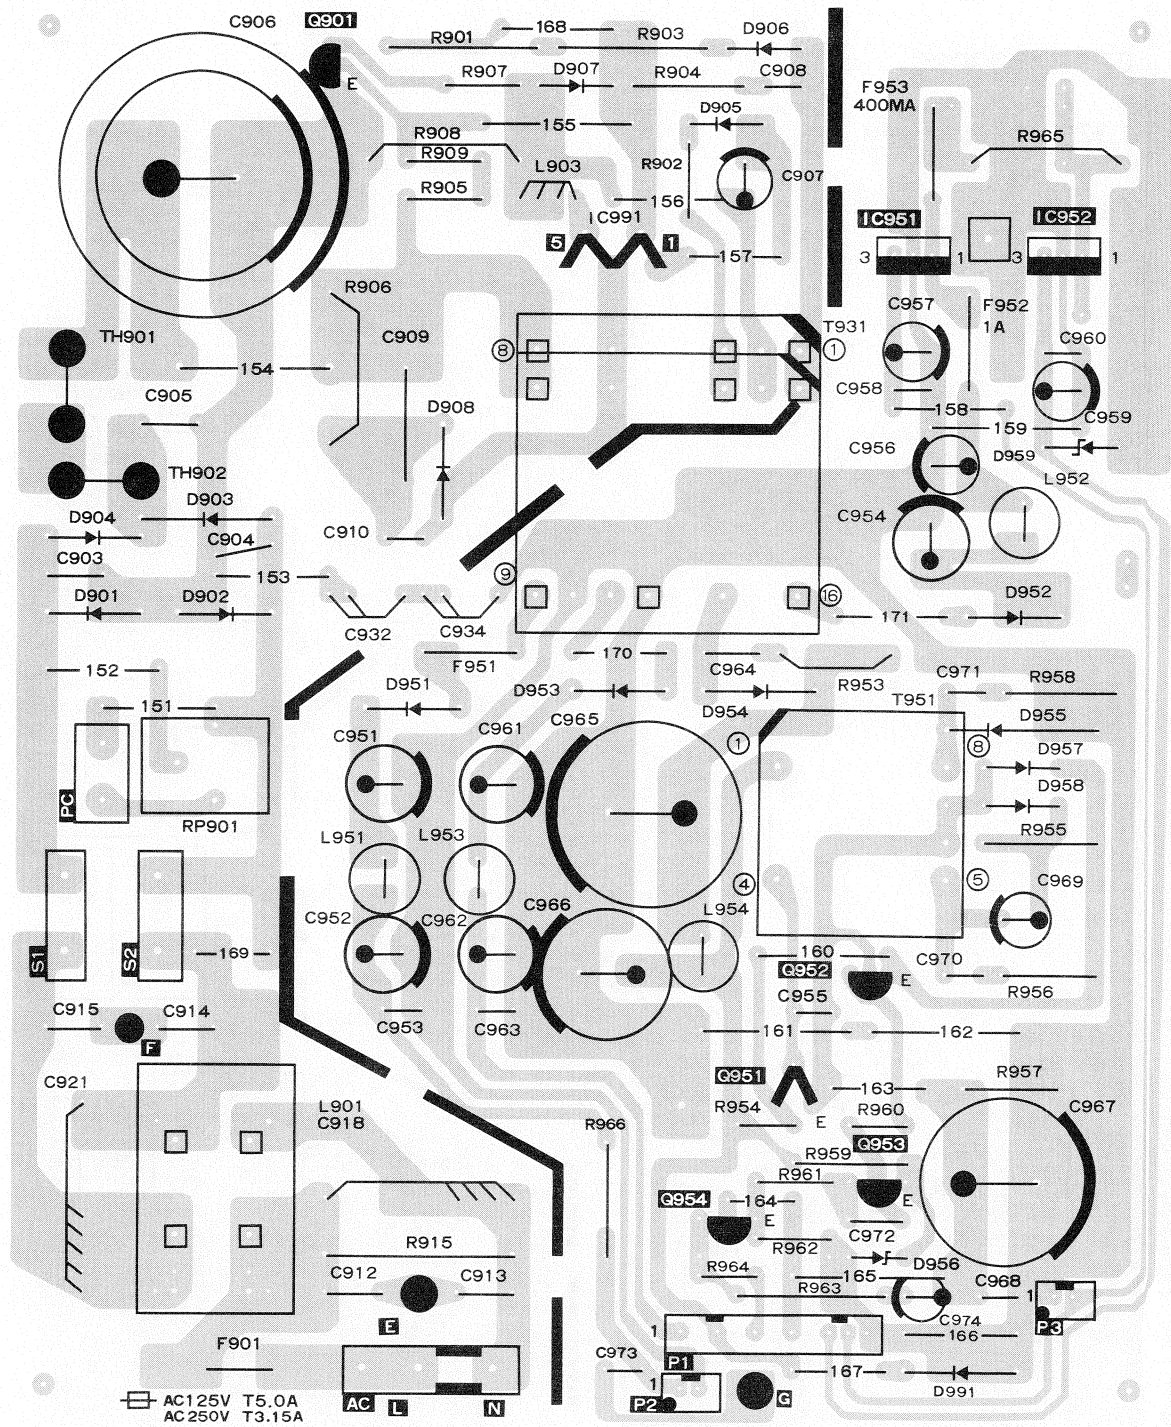 C906 Q901 168
R901 R903 D906
E R907 D907 R904 C908
F953
400MA
155 D905
R908 R965
R909 L903 R902 C907
R905 156
IC991 IC951 IC952
5 1 157 3 1 3 1
R906 C957 F952
1A
TH901 C909 8 T931 1 C960
154 C905 C958
D908 158 C959
159
C956 D959
TH902 L952
D903
D904 C910 C954
C904
C903 153 9
D901 D902 16 D952
C932 C934 171
152 F951 170 C964 R953 C971 R958
D951 D953 D954 T951
151 C951 C961 C965 1 D955
8 D957
PC D958
RP901 L951 L953 R955
4 5 C969
C952 C962 C966 L954
S1 S2 169 160 C970
Q952 E R956
C955
C915 C914 C953 C963 161 162
F
C921 Q951 163 R957
L901 R954 E R960 C967
C918
R966 Q953
R959
R961
Q954 164 E E
R915 R962 C972
C912 C913 R964 165 D956
R963 C968 1
E C974 P3
F901 1 166
C973 P1 167
AC L N 1 P2 G D991
AC125V T5.0A
AC250V T3.15A